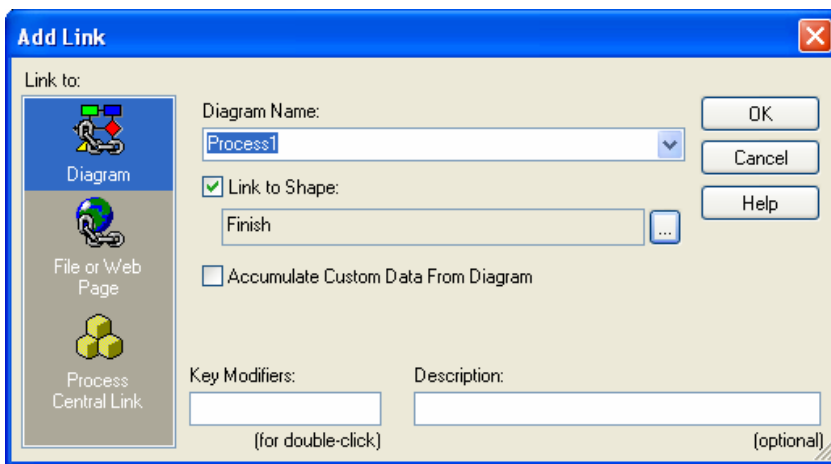 Add Link
Link to:
Diagram
File or Web
Page
Process
Central Link
Diagram Name:
Process1
Link to Shape:
Finish
...
Accumulate Custom Data From Diagram
Key Modifiers:
(for double-click)
Description:
(optional)
OK
Cancel
Help